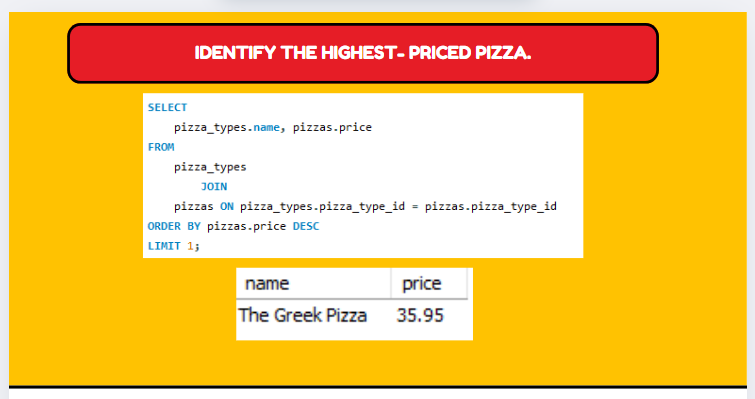 IDENTIFY THE HIGHEST- PRICED PIZZA.
SELECT
pizza_types.name, pizzas.price
FROM
pizza_types
JOIN
pizzas ON pizza_types.pizza_type_id = pizzas.pizza_type_id
ORDER BY pizzas.price DESC
LIMIT 1;
name price
The Greek Pizza 35.95